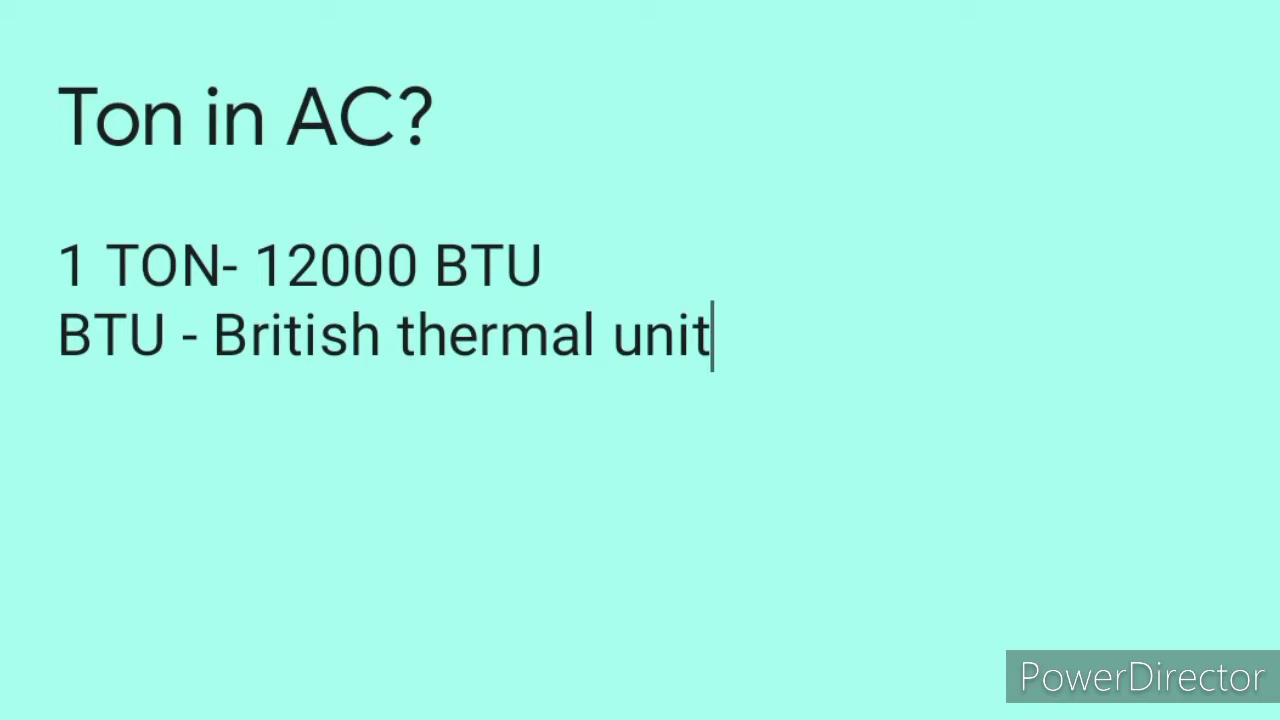 Ton in AC?
1 TON- 12000 BTU
BTU - British thermal unit
PowerDirector